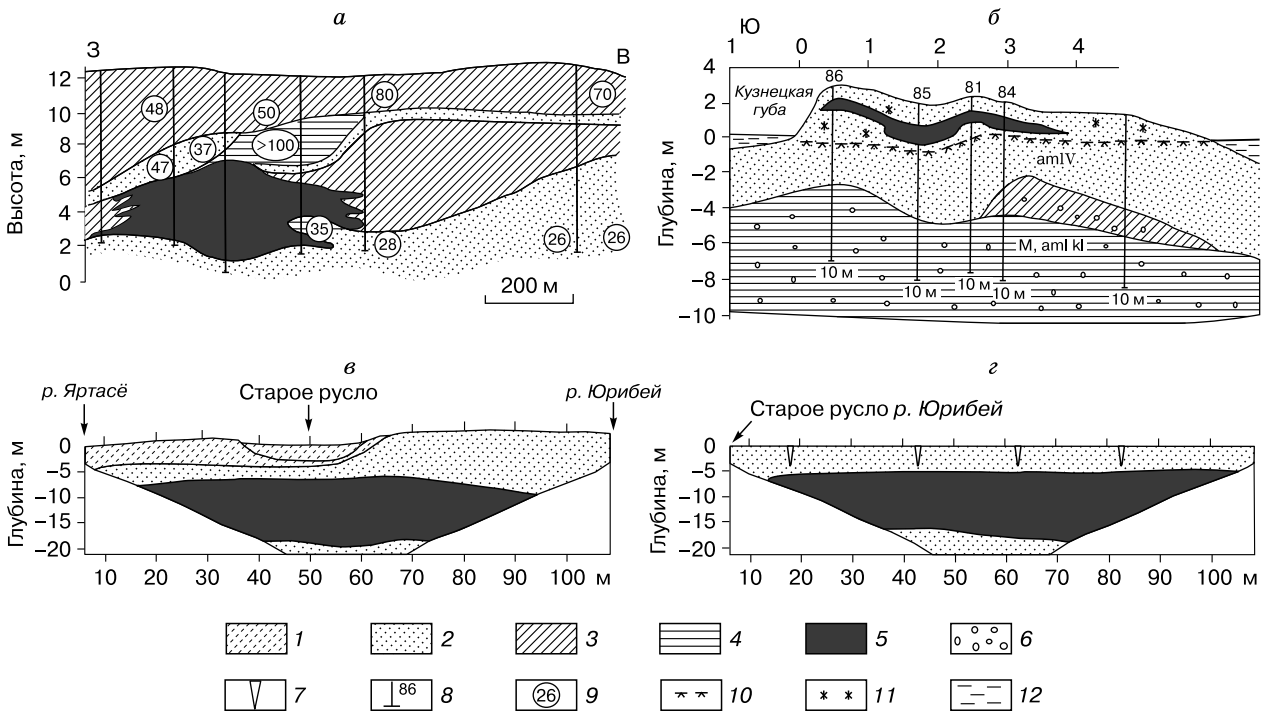 а
З
В
Высота, м
12
10
8
6
4
2
0
48
50
80
70
37
>100
47
35
28
26
26
200 м
б
Ю
1 0 1 2 3 4
Глубина, м
4
2
0
−2
−4
−6
−8
−10
Кузнецкая
губа
86
85
81
84
amIV
M, amI kl
10 м
10 м
10 м
10 м
10 м
в
р. Яртасё
Старое русло
р. Юрибей
Глубина, м
0
−5
−10
−15
−20
10 20 30 40 50 60 70 80 90 100 м
г
Старое русло р. Юрибей
Глубина, м
0
−5
−10
−15
−20
10 20 30 40 50 60 70 80 90 100 м
1 2 3 4 5 6
7 86 8 26 9 10 11 12